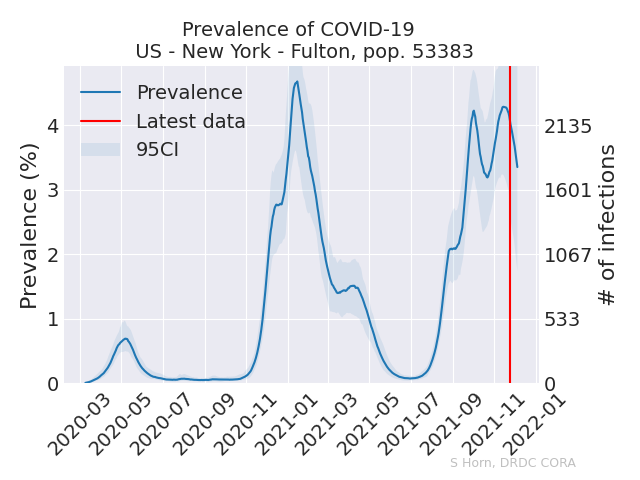 Prevalence of COVID-19
US - New York - Fulton, pop. 53383
Prevalence
Latest data
95CI
Prevalence (%)
4
3
2
1
0
2135
1601
1067
533
0
# of infections
2020-03
2020-05
2020-07
2020-09
2020-11
2021-01
2021-03
2021-05
2021-07
2021-09
2021-11
2022-01
S Horn, DRDC CORA